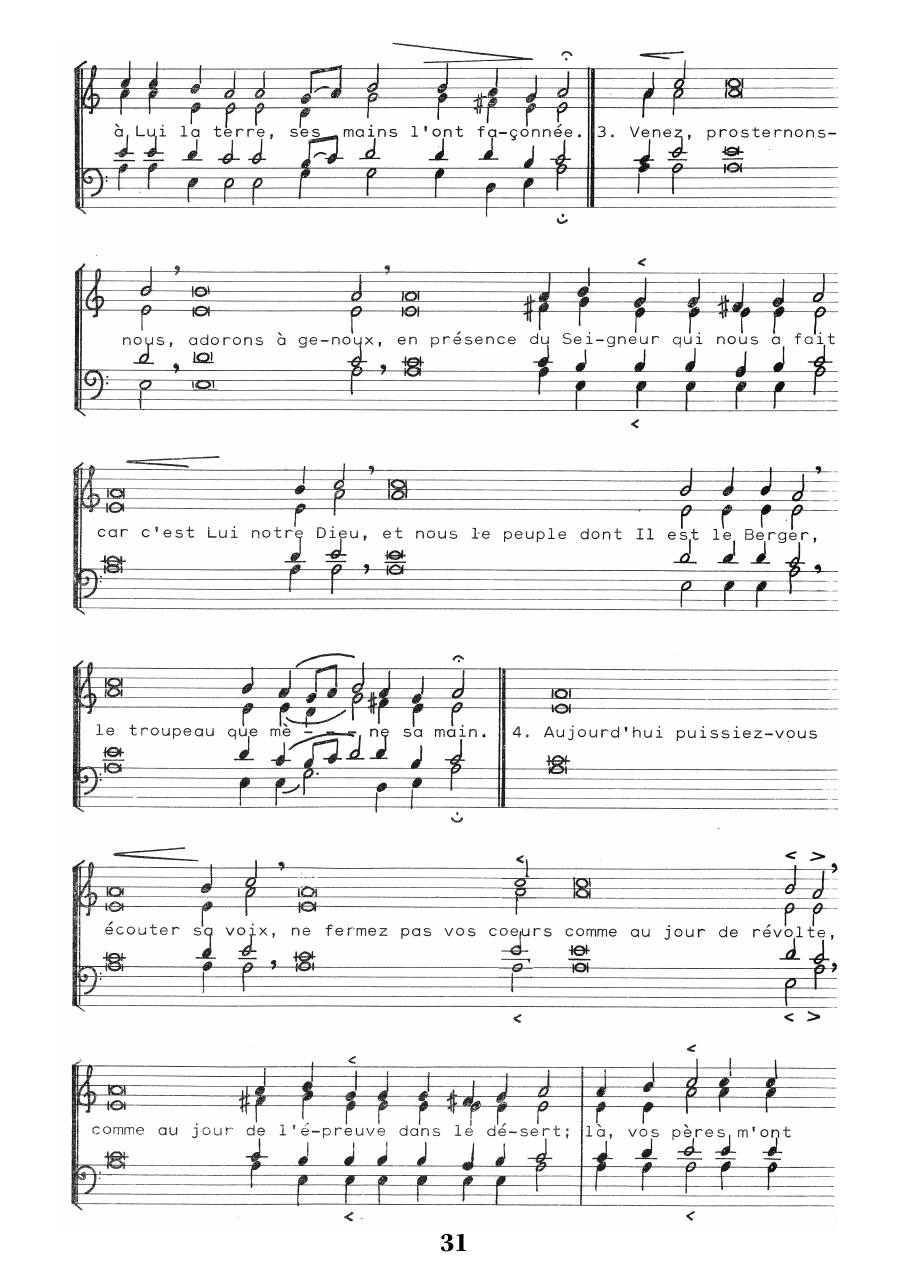 à Lui la terre, ses mains l'ont fa-çonnée. 3. Venez, prosternons-
nous, adorons à ge-noux, en présence du Sei-gneur qui nous a fait
car c'est Lui notre Dieu, et nous le peuple dont Il est le Berger,
le troupeau que mè - - - ne sa main. 4. Aujourd'hui puissiez-vous
écouter sa voix, ne fermez pas vos coeurs comme au jour de révolte,
comme au jour de l'é-preuve dans le dé-sert; là, vos pères m'ont
31